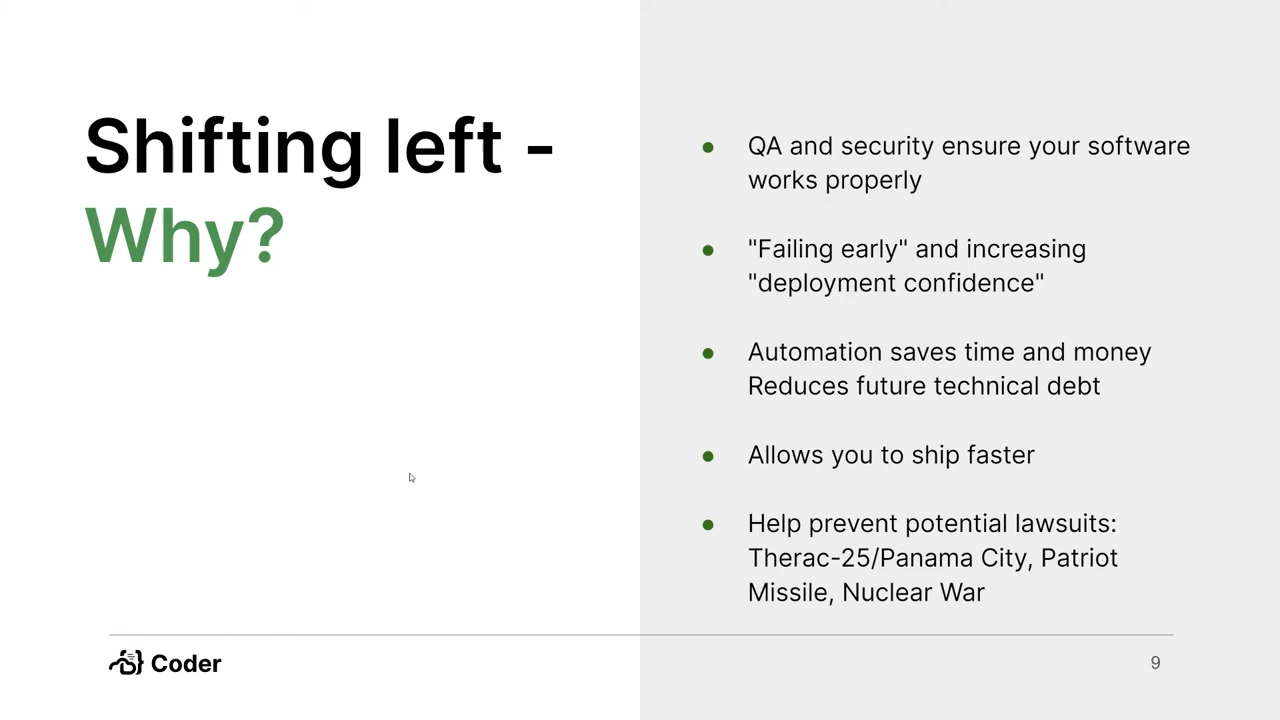 Shifting left -
Why?
● QA and security ensure your software
works properly
● "Failing early" and increasing
"deployment confidence"
● Automation saves time and money
Reduces future technical debt
● Allows you to ship faster
● Help prevent potential lawsuits:
Therac-25/Panama City, Patriot
Missile, Nuclear War
Coder
9